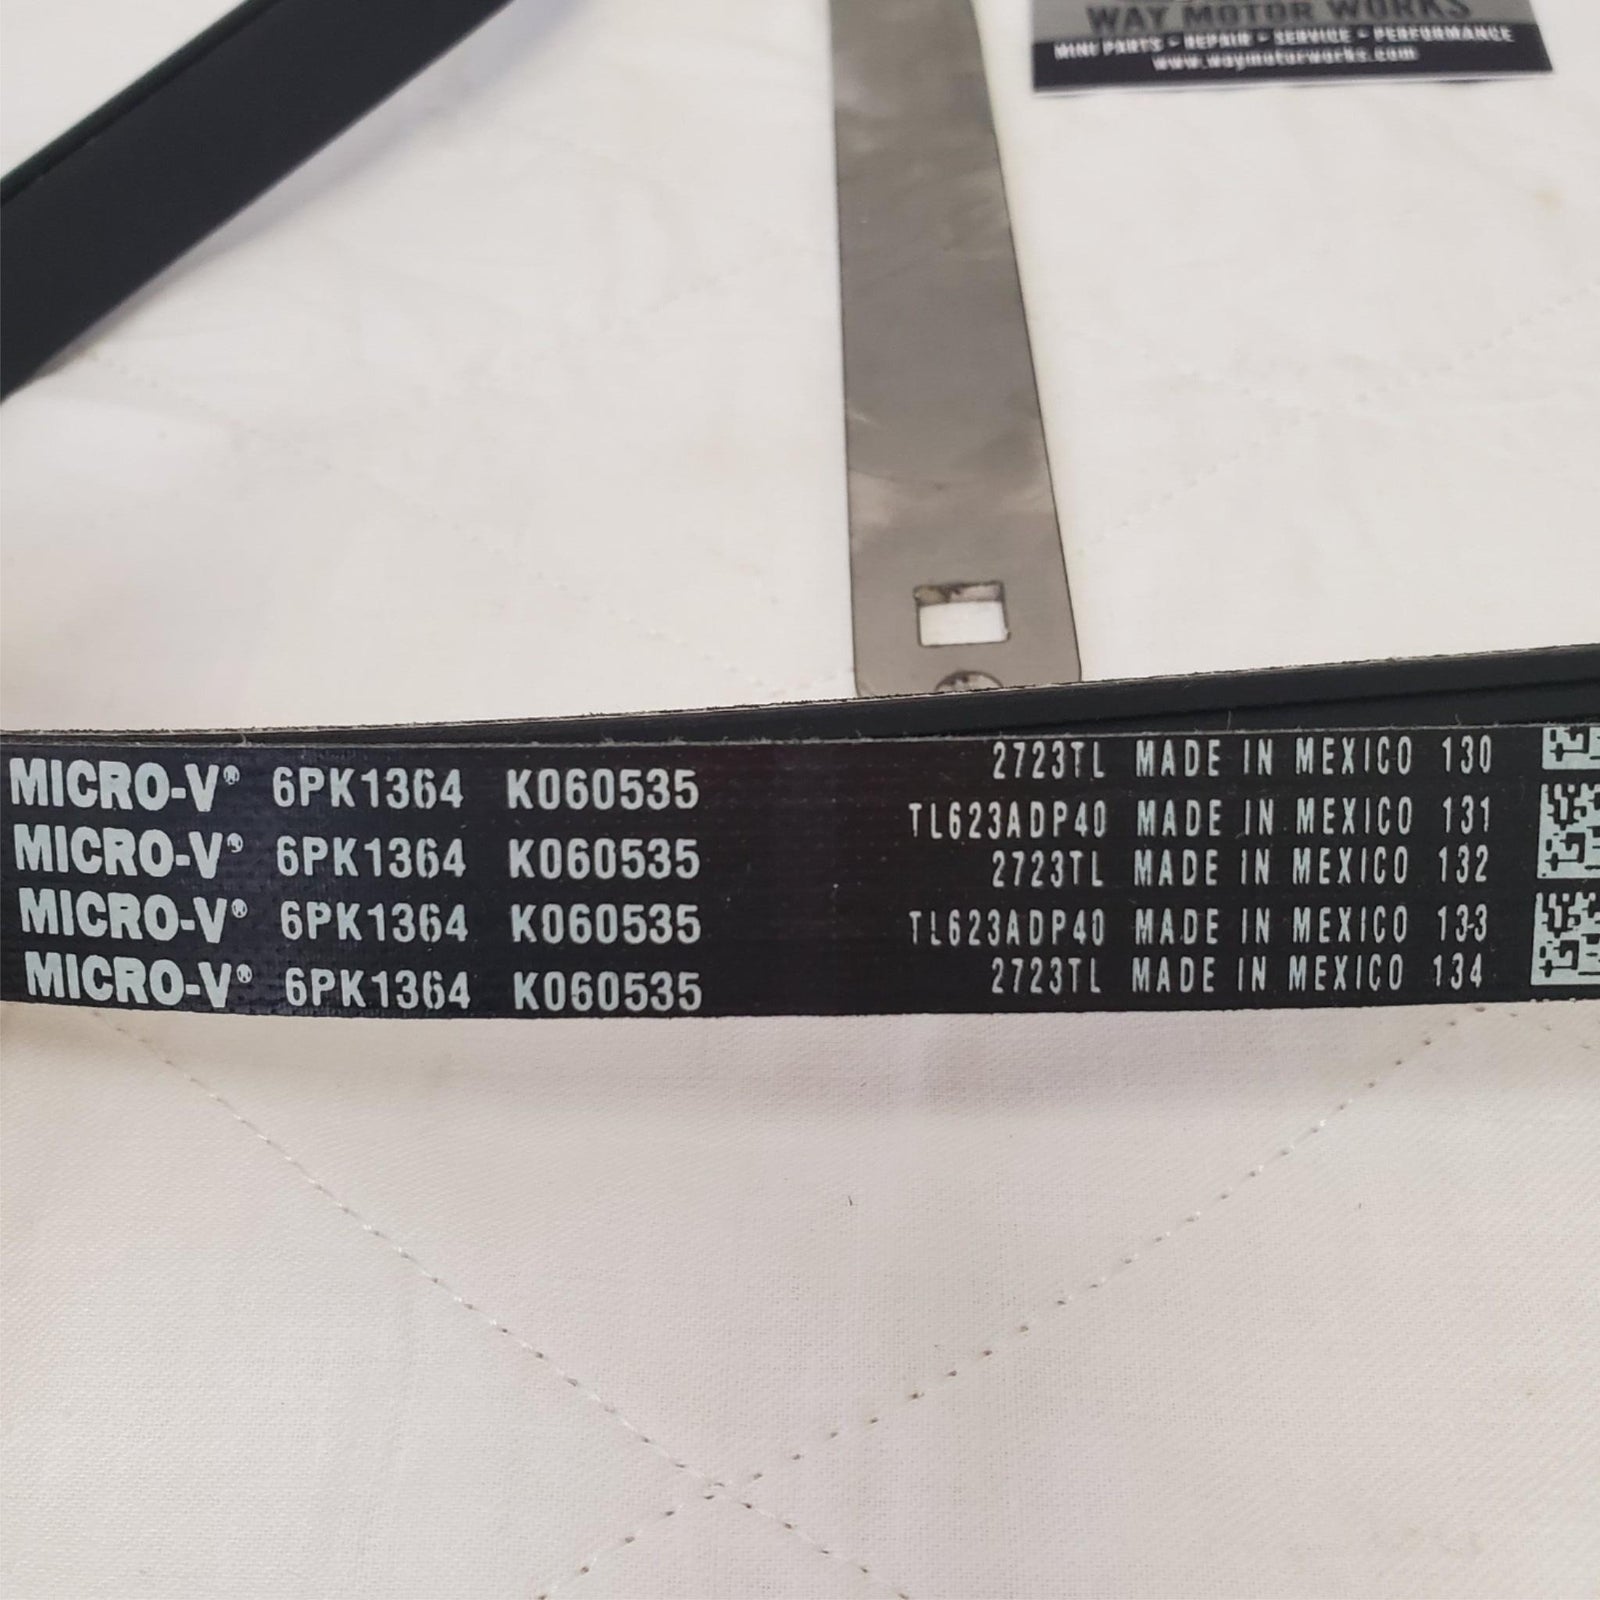 WAY MOTOR WORKS
MINI PARTS - REPAIR - SERVICE - PERFORMANCE
www.waymotorworks.com
MICRO-V® 6PK1364 K060535 2723TL MADE IN MEXICO 130
MICRO-V® 6PK1364 K060535 TL623ADP40 MADE IN MEXICO 131
MICRO-V® 6PK1364 K060535 2723TL MADE IN MEXICO 132
MICRO-V® 6PK1364 K060535 TL623ADP40 MADE IN MEXICO 133
2723TL MADE IN MEXICO 134